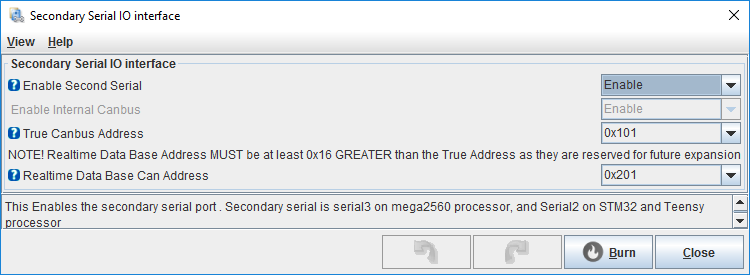 Secondary Serial IO interface
View Help
Secondary Serial IO interface
Enable Second Serial Enable
Enable Internal Canbus Enable
True Canbus Address 0x101
NOTE! Realtime Data Base Address MUST be at least 0x16 GREATER than the True Address as they are reserved for future expansion
Realtime Data Base Can Address 0x201
This Enables the secondary serial port . Secondary serial is serial3 on mega2560 processor, and Serial2 on STM32 and Teensy
processor
Burn Close